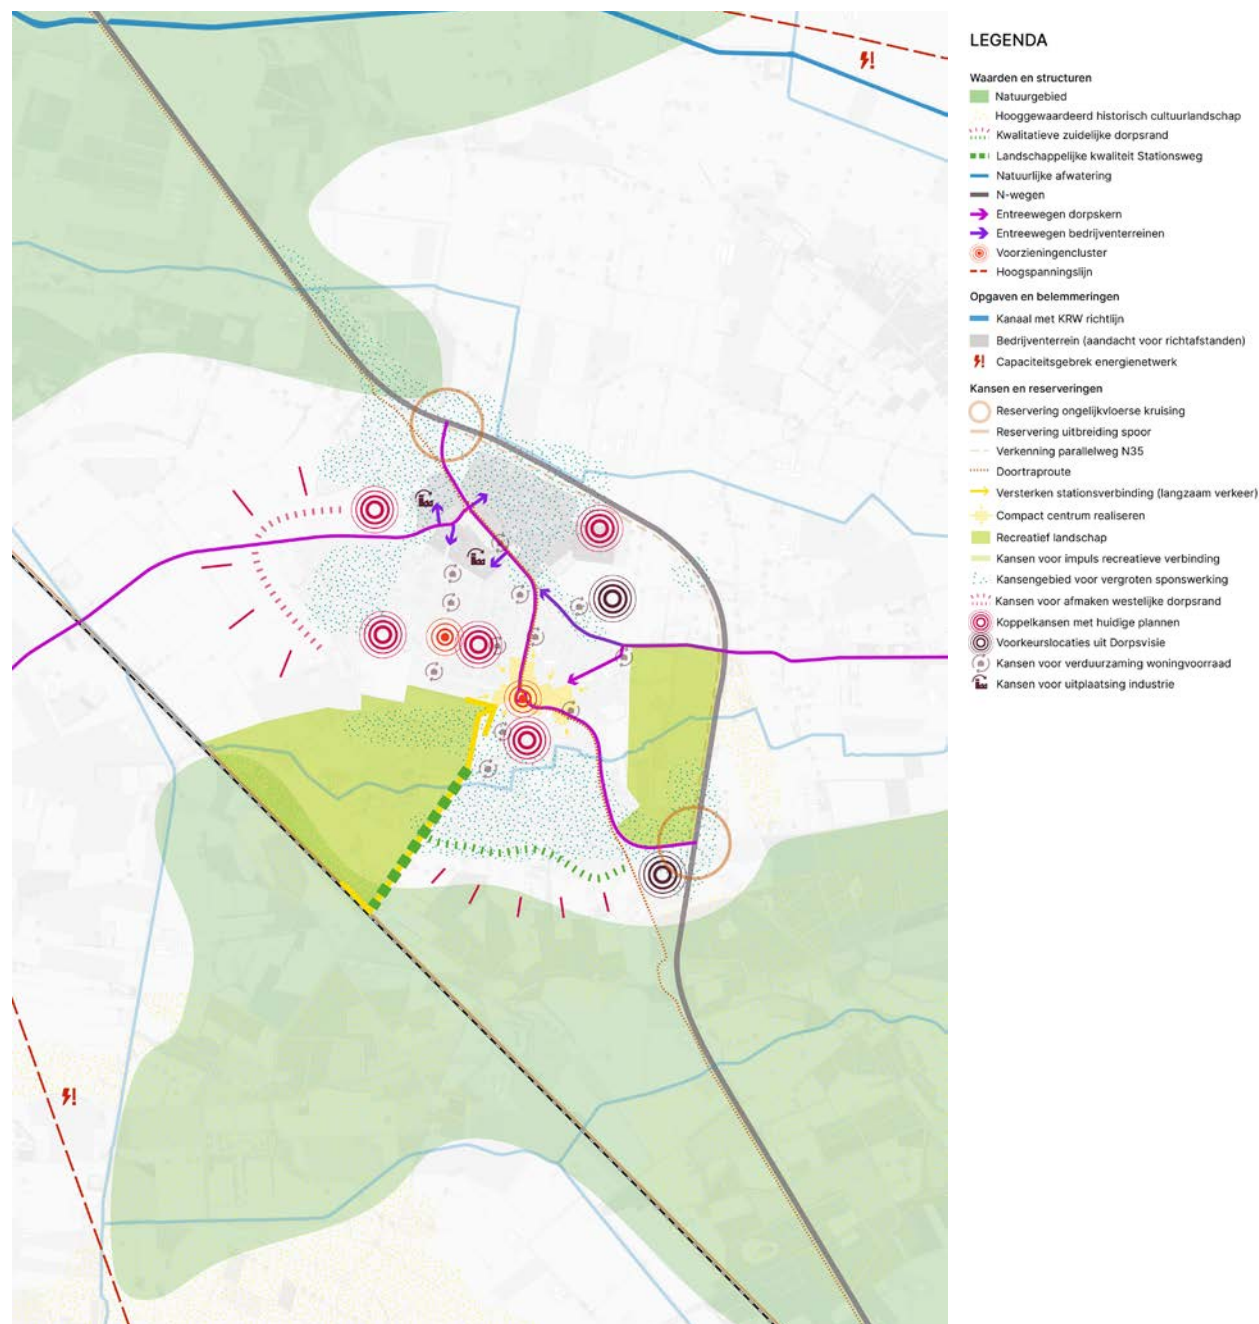 LEGENDA
Waarden en structuren
Natuurgebied
Hooggewaardeerd historisch cultuurlandschap
Kwalitatieve zuidelijke dorpsrand
Landschappelijke kwaliteit Stationsweg
Natuurlijke afwatering
N-wegen
Entreewegen dorpskern
Entreewegen bedrijventerreinen
Voorzieningencluster
Hoogspanningslijn
Opgaven en belemmeringen
Kanaal met KRW richtlijn
Bedrijventerrein (aandacht voor richtafstanden)
Capaciteitsgebrek energienetwerk
Kansen en reserveringen
Reservering ongelijkvloerse kruising
Reservering uitbreiding spoor
Verkenning parallelweg N35
Doortraproute
Versterken stationsverbinding (langzaam verkeer)
Compact centrum realiseren
Recreatief landschap
Kansen voor impuls recreatieve verbinding
Kansengebied voor vergroten sponswerking
Kansen voor afmaken westelijke dorpsrand
Koppelkansen met huidige plannen
Voorkeurslocaties uit Dorpsvisie
Kansen voor verduurzaming woningvoorraad
Kansen voor uitplaatsing industrie